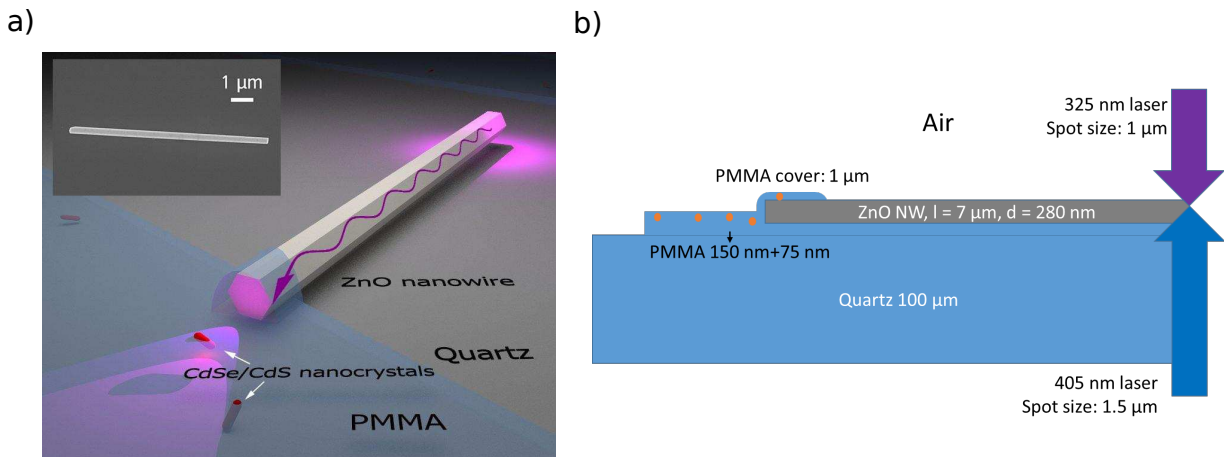 a)
1 μm
ZnO nanowire
Quartz
CdSe/CdS nanocrystals
PMMA
b)
325 nm laser
Spot size: 1 μm
Air
PMMA cover: 1 μm
ZnO NW, l = 7 μm, d = 280 nm
PMMA 150 nm+75 nm
Quartz 100 μm
405 nm laser
Spot size: 1.5 μm